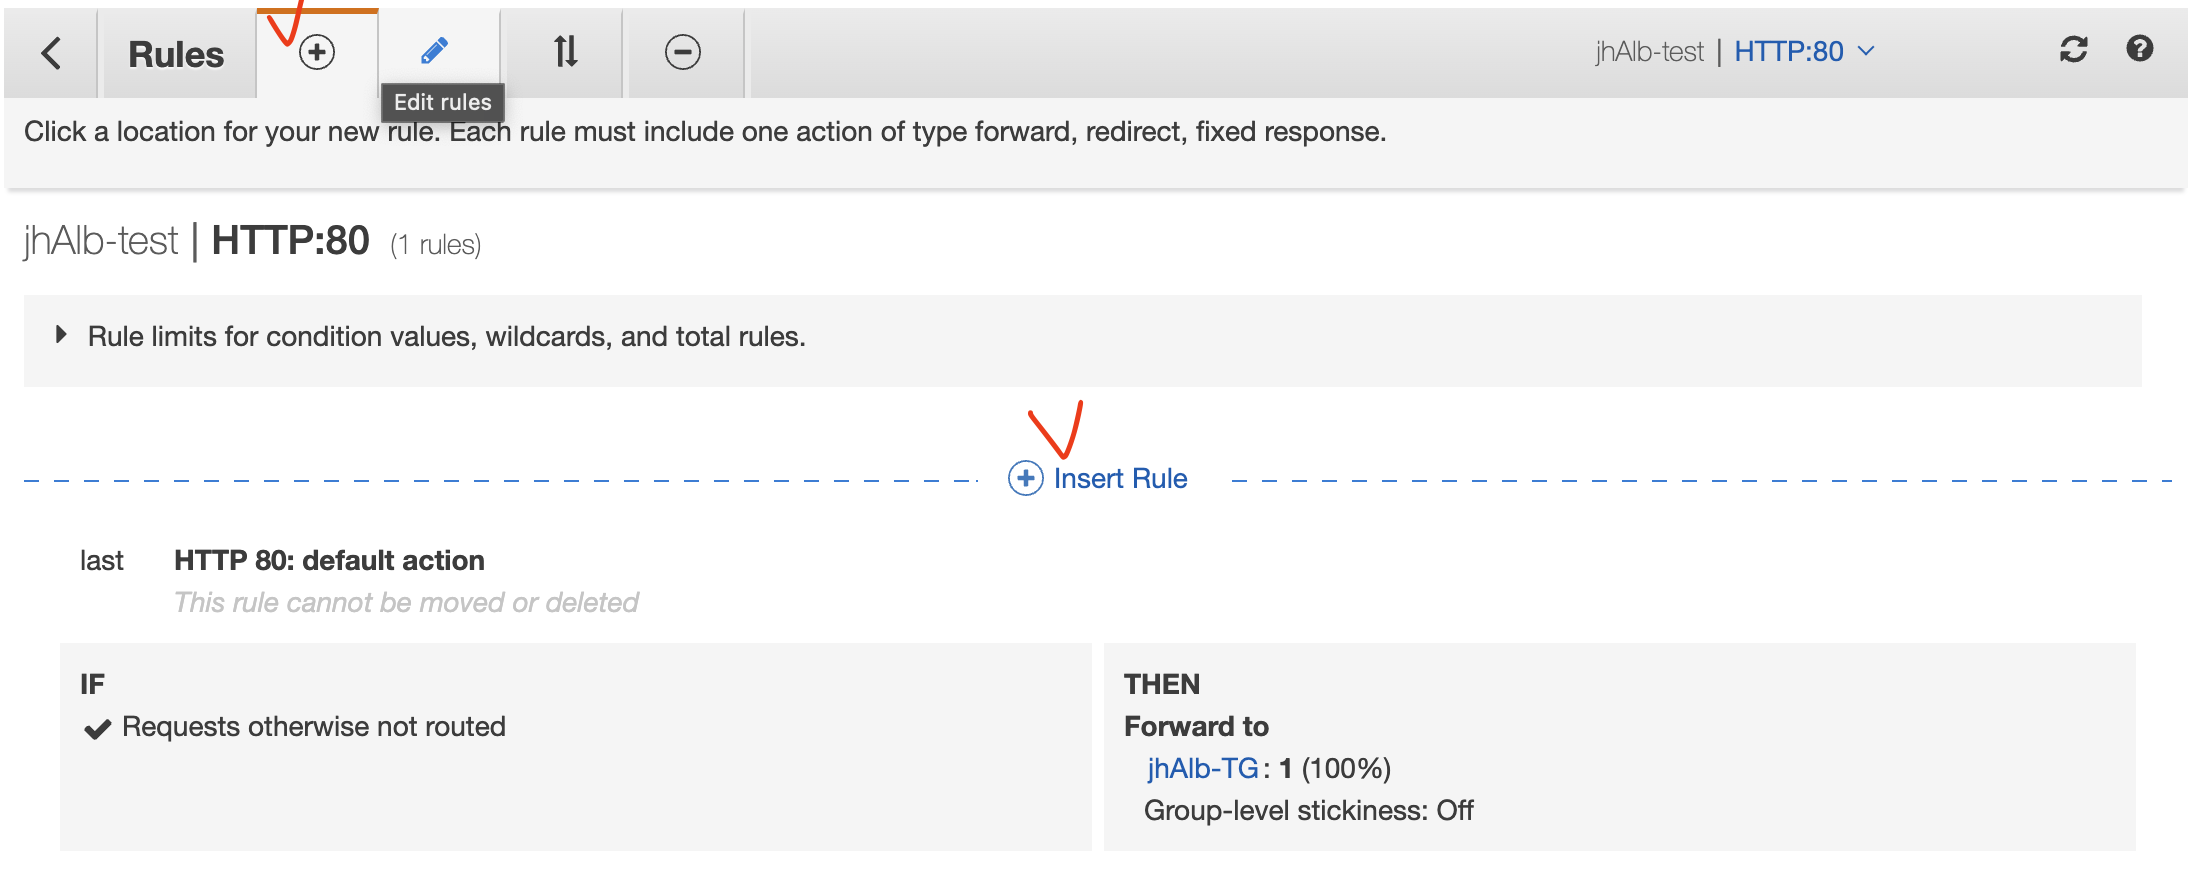 Rules
jhAlb-test | HTTP:80
Edit rules
Click a location for your new rule. Each rule must include one action of type forward, redirect, fixed response.
jhAlb-test | HTTP:80 (1 rules)
Rule limits for condition values, wildcards, and total rules.
Insert Rule
last HTTP 80: default action
This rule cannot be moved or deleted
IF
Requests otherwise not routed
THEN
Forward to
jhAlb-TG : 1 (100%)
Group-level stickiness: Off